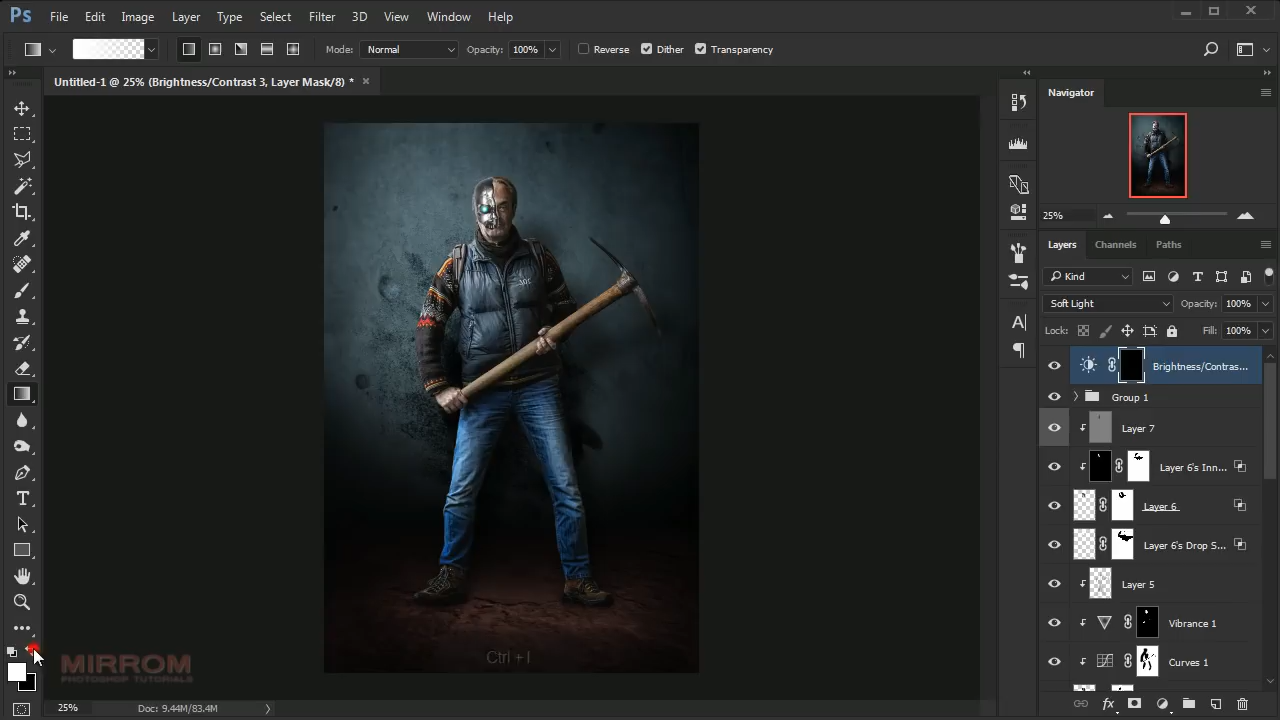 Ps File Edit Image Layer Type Select Filter 3D View Window Help
Mode: Normal Opacity: 100% Reverse Dither Transparency
Untitled-1 @ 25% (Brightness/Contrast 3, Layer Mask/8) *
Navigator
25%
Layers Channels Paths
Kind
Soft Light Opacity: 100%
Lock: Fill: 100%
Brightness/Contras...
Group 1
Layer 7
Layer 6's Inn...
Layer 6
Layer 6's Drop S...
Layer 5
Vibrance 1
Curves 1
Ctrl + I
MIRROM
PHOTOSHOP TUTORIALS
25% Doc: 9.44M/83.4M